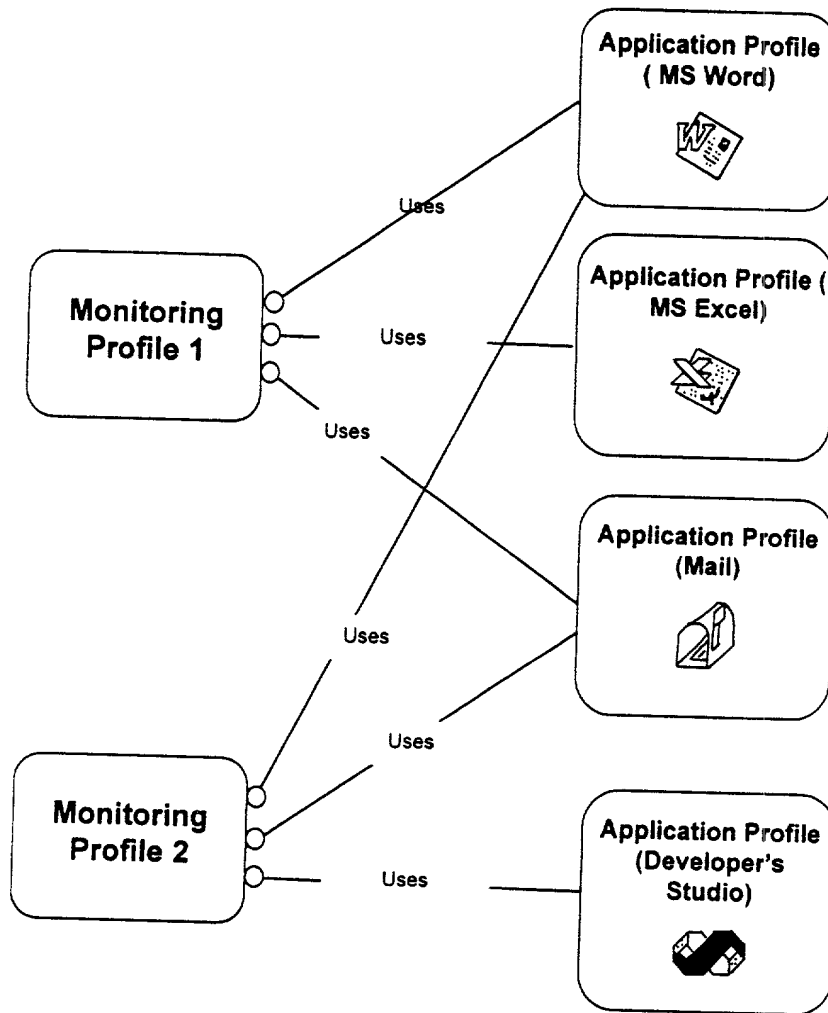 Application Profile
( MS Word)
W
Uses
Monitoring
Profile 1
Application Profile (
MS Excel)
Uses
Uses
Application Profile
(Mail)
Uses
Uses
Monitoring
Profile 2
Application Profile
(Developer's
Studio)
Uses